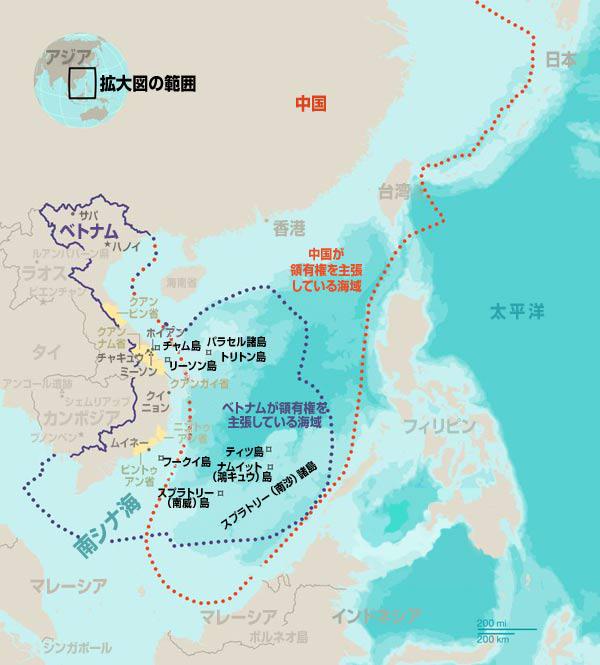 アジア
拡大図の範囲
日本
中国
台湾
香港
サパ
ベトナム
ハノイ
ルアンパバーン県
ラオス
ビエンチャン
海南省
中国が
領有権を主張
している海域
太平洋
クアン
ビン省
クアン
ナム省
ホイアン
チャム島
パラセル諸島
トリトン島
チャキュウ
ミーソン
リーソン島
クアンガイ省
タイ
アンコール遺跡
シェムリアップ
カンボジア
プノンペン
クイ
ニョン
ベトナムが領有権を
主張している海域
フィリピン
ムイネー
ニントゥ
アン省
ビントゥ
アン省
フークイ島
ティツ島
ナムイット
(鴻キュウ)島
スプラトリー
(南威)島
スプラトリー(南沙)諸島
南シナ海
マレーシア
マレーシア
インドネシア
ボルネオ島
シンガポール
200 mi
200 km